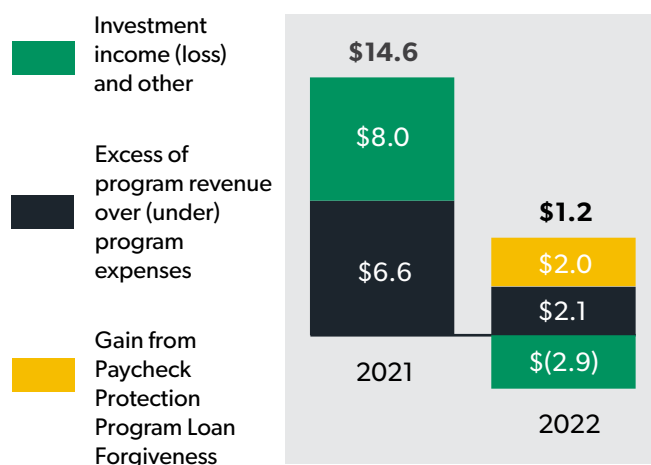 Investment
income (loss)
and other
Excess of
program revenue
over (under)
program
expenses
Gain from
Paycheck
Protection
Program Loan
Forgiveness
$14.6
$8.0
$6.6
2021
$1.2
$2.0
$2.1
$(2.9)
2022